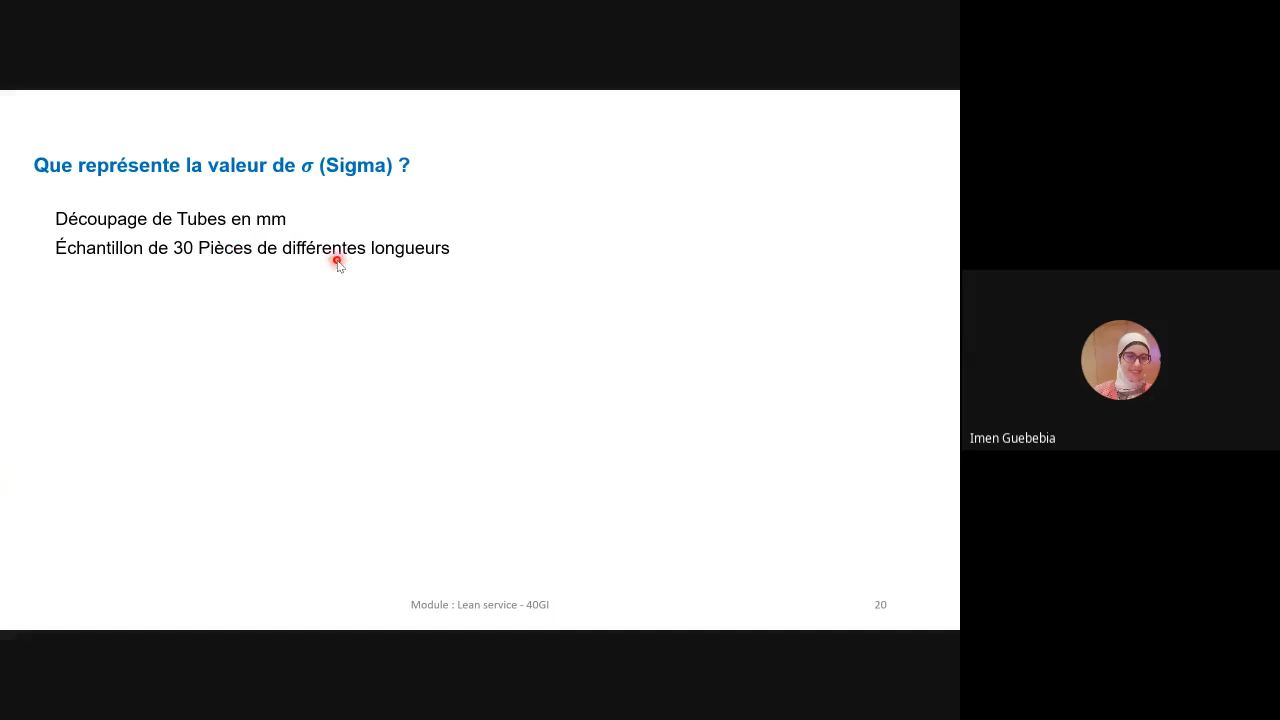 Que représente la valeur de σ (Sigma) ?
Découpage de Tubes en mm
Échantillon de 30 Pièces de différentes longueurs
Imen Guebebia
Module : Lean service - 40GI
20